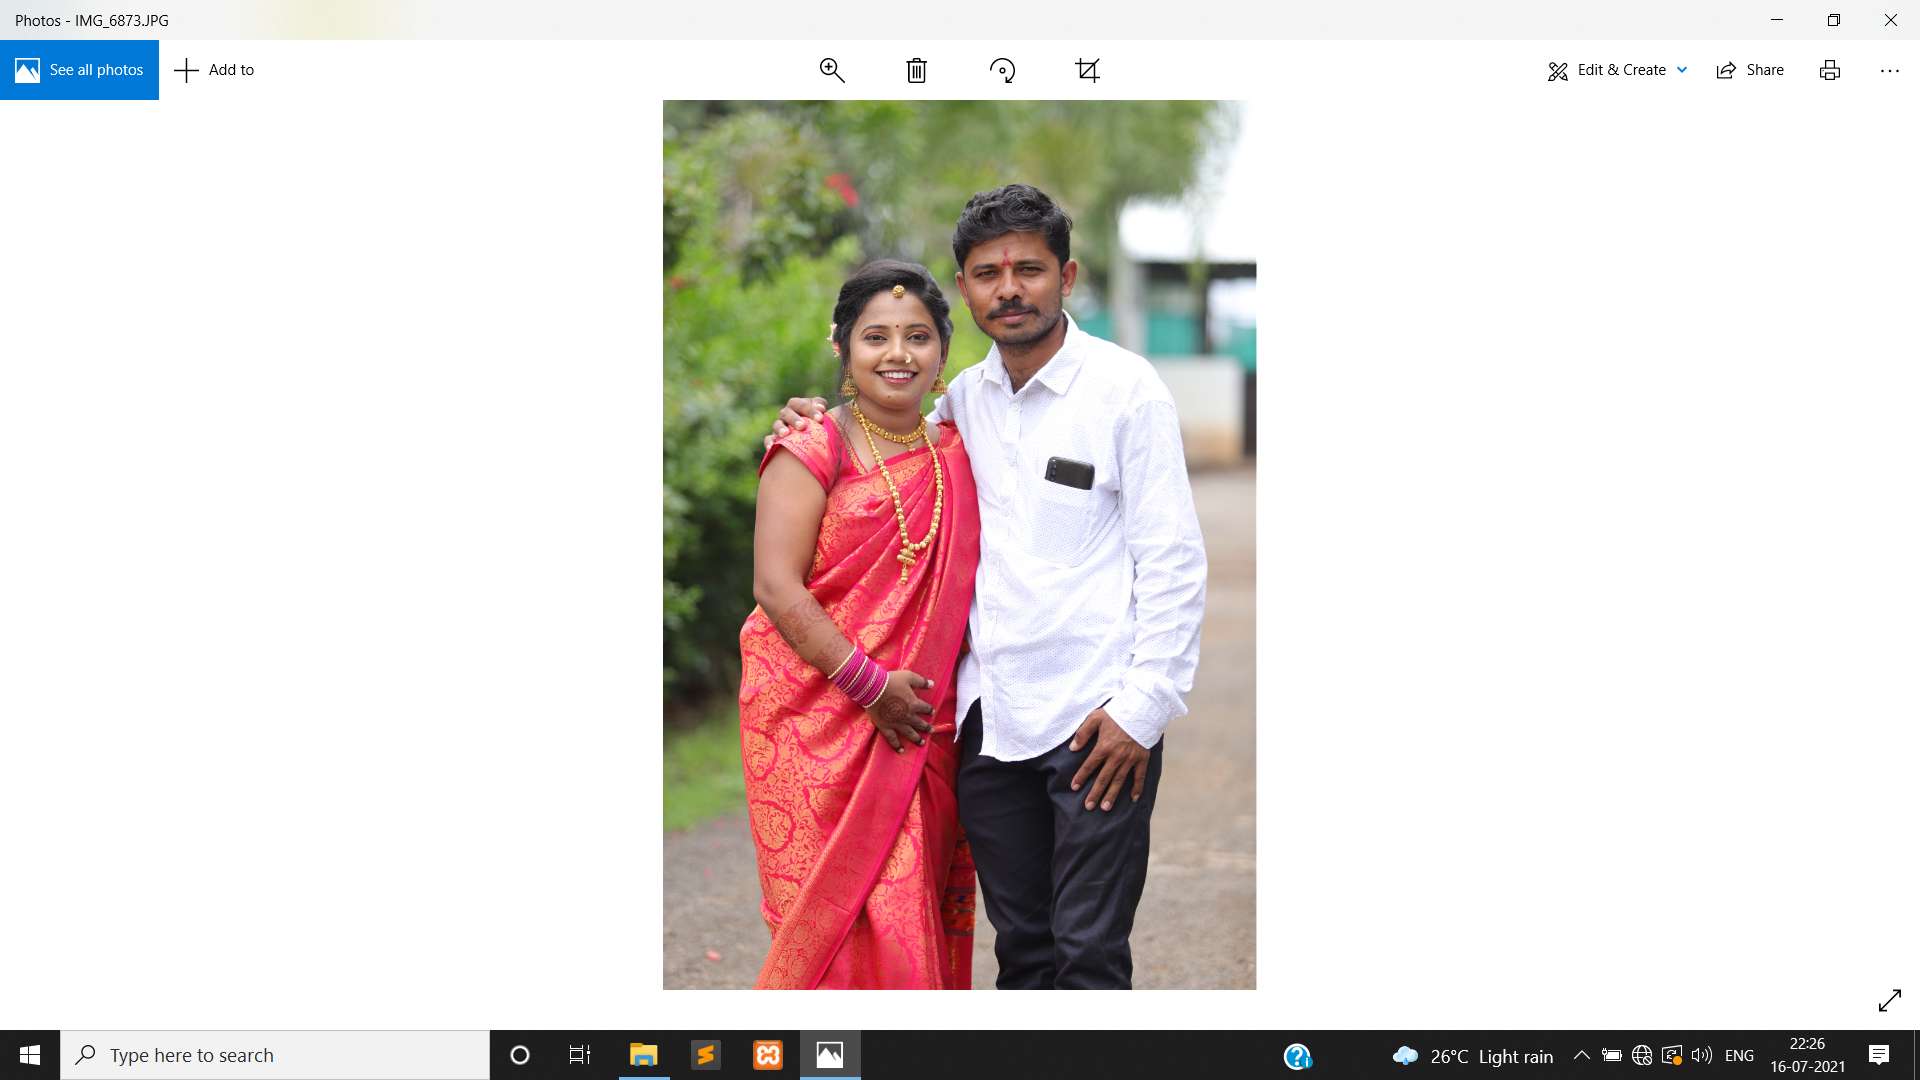 Photos - IMG_6873.JPG
See all photos
Add to
Edit & Create
Share
Type here to search
26°C Light rain
ENG
22:26
16-07-2021